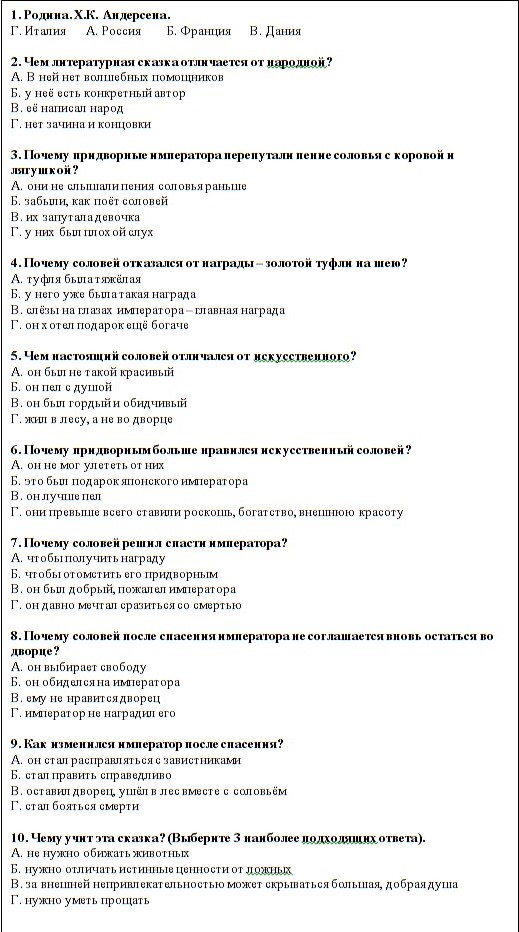 1. Родина. Х.К. Андерсена.
Г. Италия А. Россия Б. Франция В. Дания
2. Чем литературная сказка отличается от народной?
А. В ней нет волшебных помощников
Б. у неё есть конкретный автор
В. её написал народ
Г. нет зачина и концовки
3. Почему придворные императора перепутали пение соловья с коровой и
лягушкой?
А. они не слышали пения соловья раньше
Б. забыли, как поёт соловей
В. их запутала девочка
Г. у них был плохой слух
4. Почему соловей отказался от награды – золотой туфли на шею?
А. туфля была тяжёлая
Б. у него уже была такая награда
В. слёзы на глазах императора – главная награда
Г. он хотел подарок ещё богаче
5. Чем настоящий соловей отличался от искусственного?
А. он был не такой красивый
Б. он пел с душой
В. он был гордый и обидчивый
Г. жил в лесу, а не во дворце
6. Почему придворным больше нравился искусственный соловей?
А. он не мог улететь от них
Б. это был подарок японского императора
В. он лучше пел
Г. они превыше всего ставили роскошь, богатство, внешнюю красоту
7. Почему соловей решил спасти императора?
А. чтобы получить награду
Б. чтобы отомстить его придворным
В. он был добрый, пожалел императора
Г. он давно мечтал сразиться со смертью
8. Почему соловей после спасения императора не соглашается вновь остаться во
дворце?
А. он выбирает свободу
Б. он обиделся на императора
В. ему не нравится дворец
Г. император не наградил его
9. Как изменился император после спасения?
А. он стал расправляться с завистниками
Б. стал править справедливо
В. оставил дворец, ушёл в лес вместе с соловьём
Г. стал бояться смерти
10. Чему учит эта сказка? (Выберите 3 наиболее подходящих ответа).
А. не нужно обижать животных
Б. нужно отличать истинные ценности от ложных
В. за внешней непривлекательностью может скрываться большая, добрая душа
Г. нужно уметь прощать